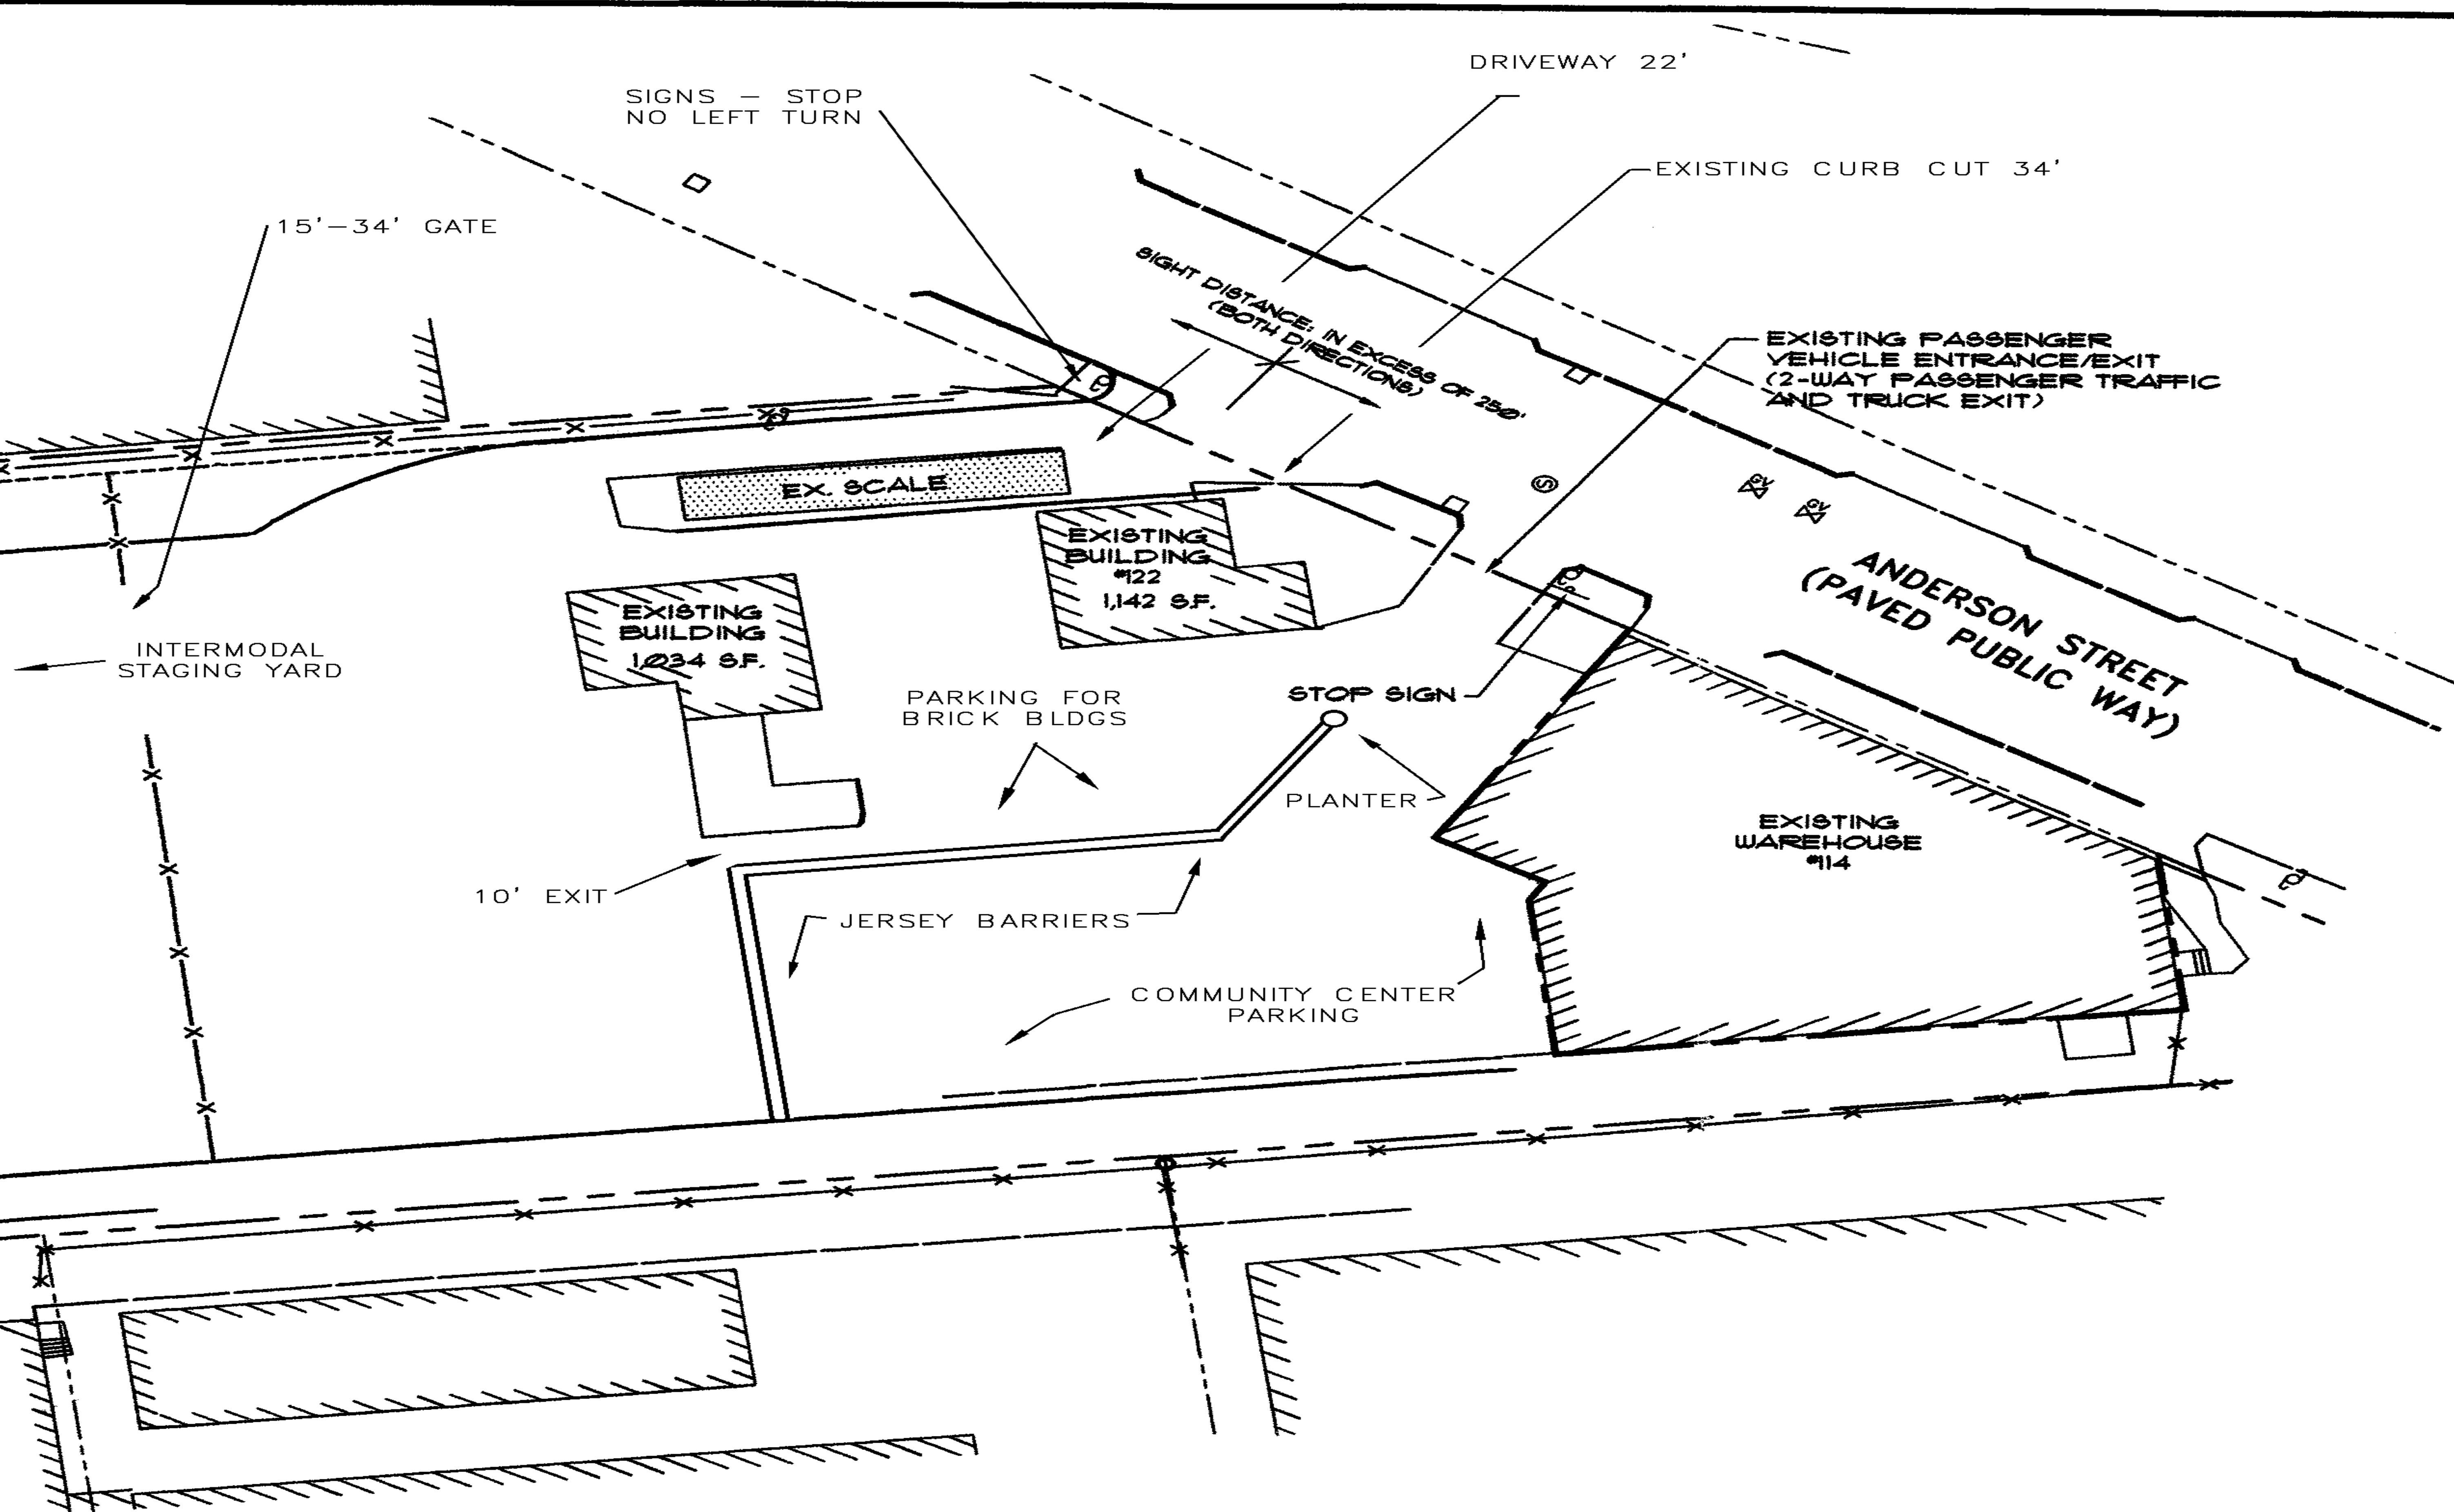 DRIVEWAY 22'
SIGNS — STOP
NO LEFT TURN
EXISTING CURB CUT 34'
15'-34' GATE
SIGHT DISTANCE: IN EXCESS OF 250'
(BOTH DIRECTIONS)
EXISTING PASSENGER
VEHICLE ENTRANCE/EXIT
(2-WAY PASSENGER TRAFFIC
AND TRUCK EXIT)
EX. SCALE
S
GV
GV
EXISTING
BUILDING
#122
1,142 S.F.
ANDERSON STREET
(PAVED PUBLIC WAY)
EXISTING
BUILDING
1,034 S.F.
INTERMODAL
STAGING YARD
PARKING FOR
BRICK BLDGS
STOP SIGN
PLANTER
EXISTING
WAREHOUSE
#114
10' EXIT
JERSEY BARRIERS
COMMUNITY CENTER
PARKING